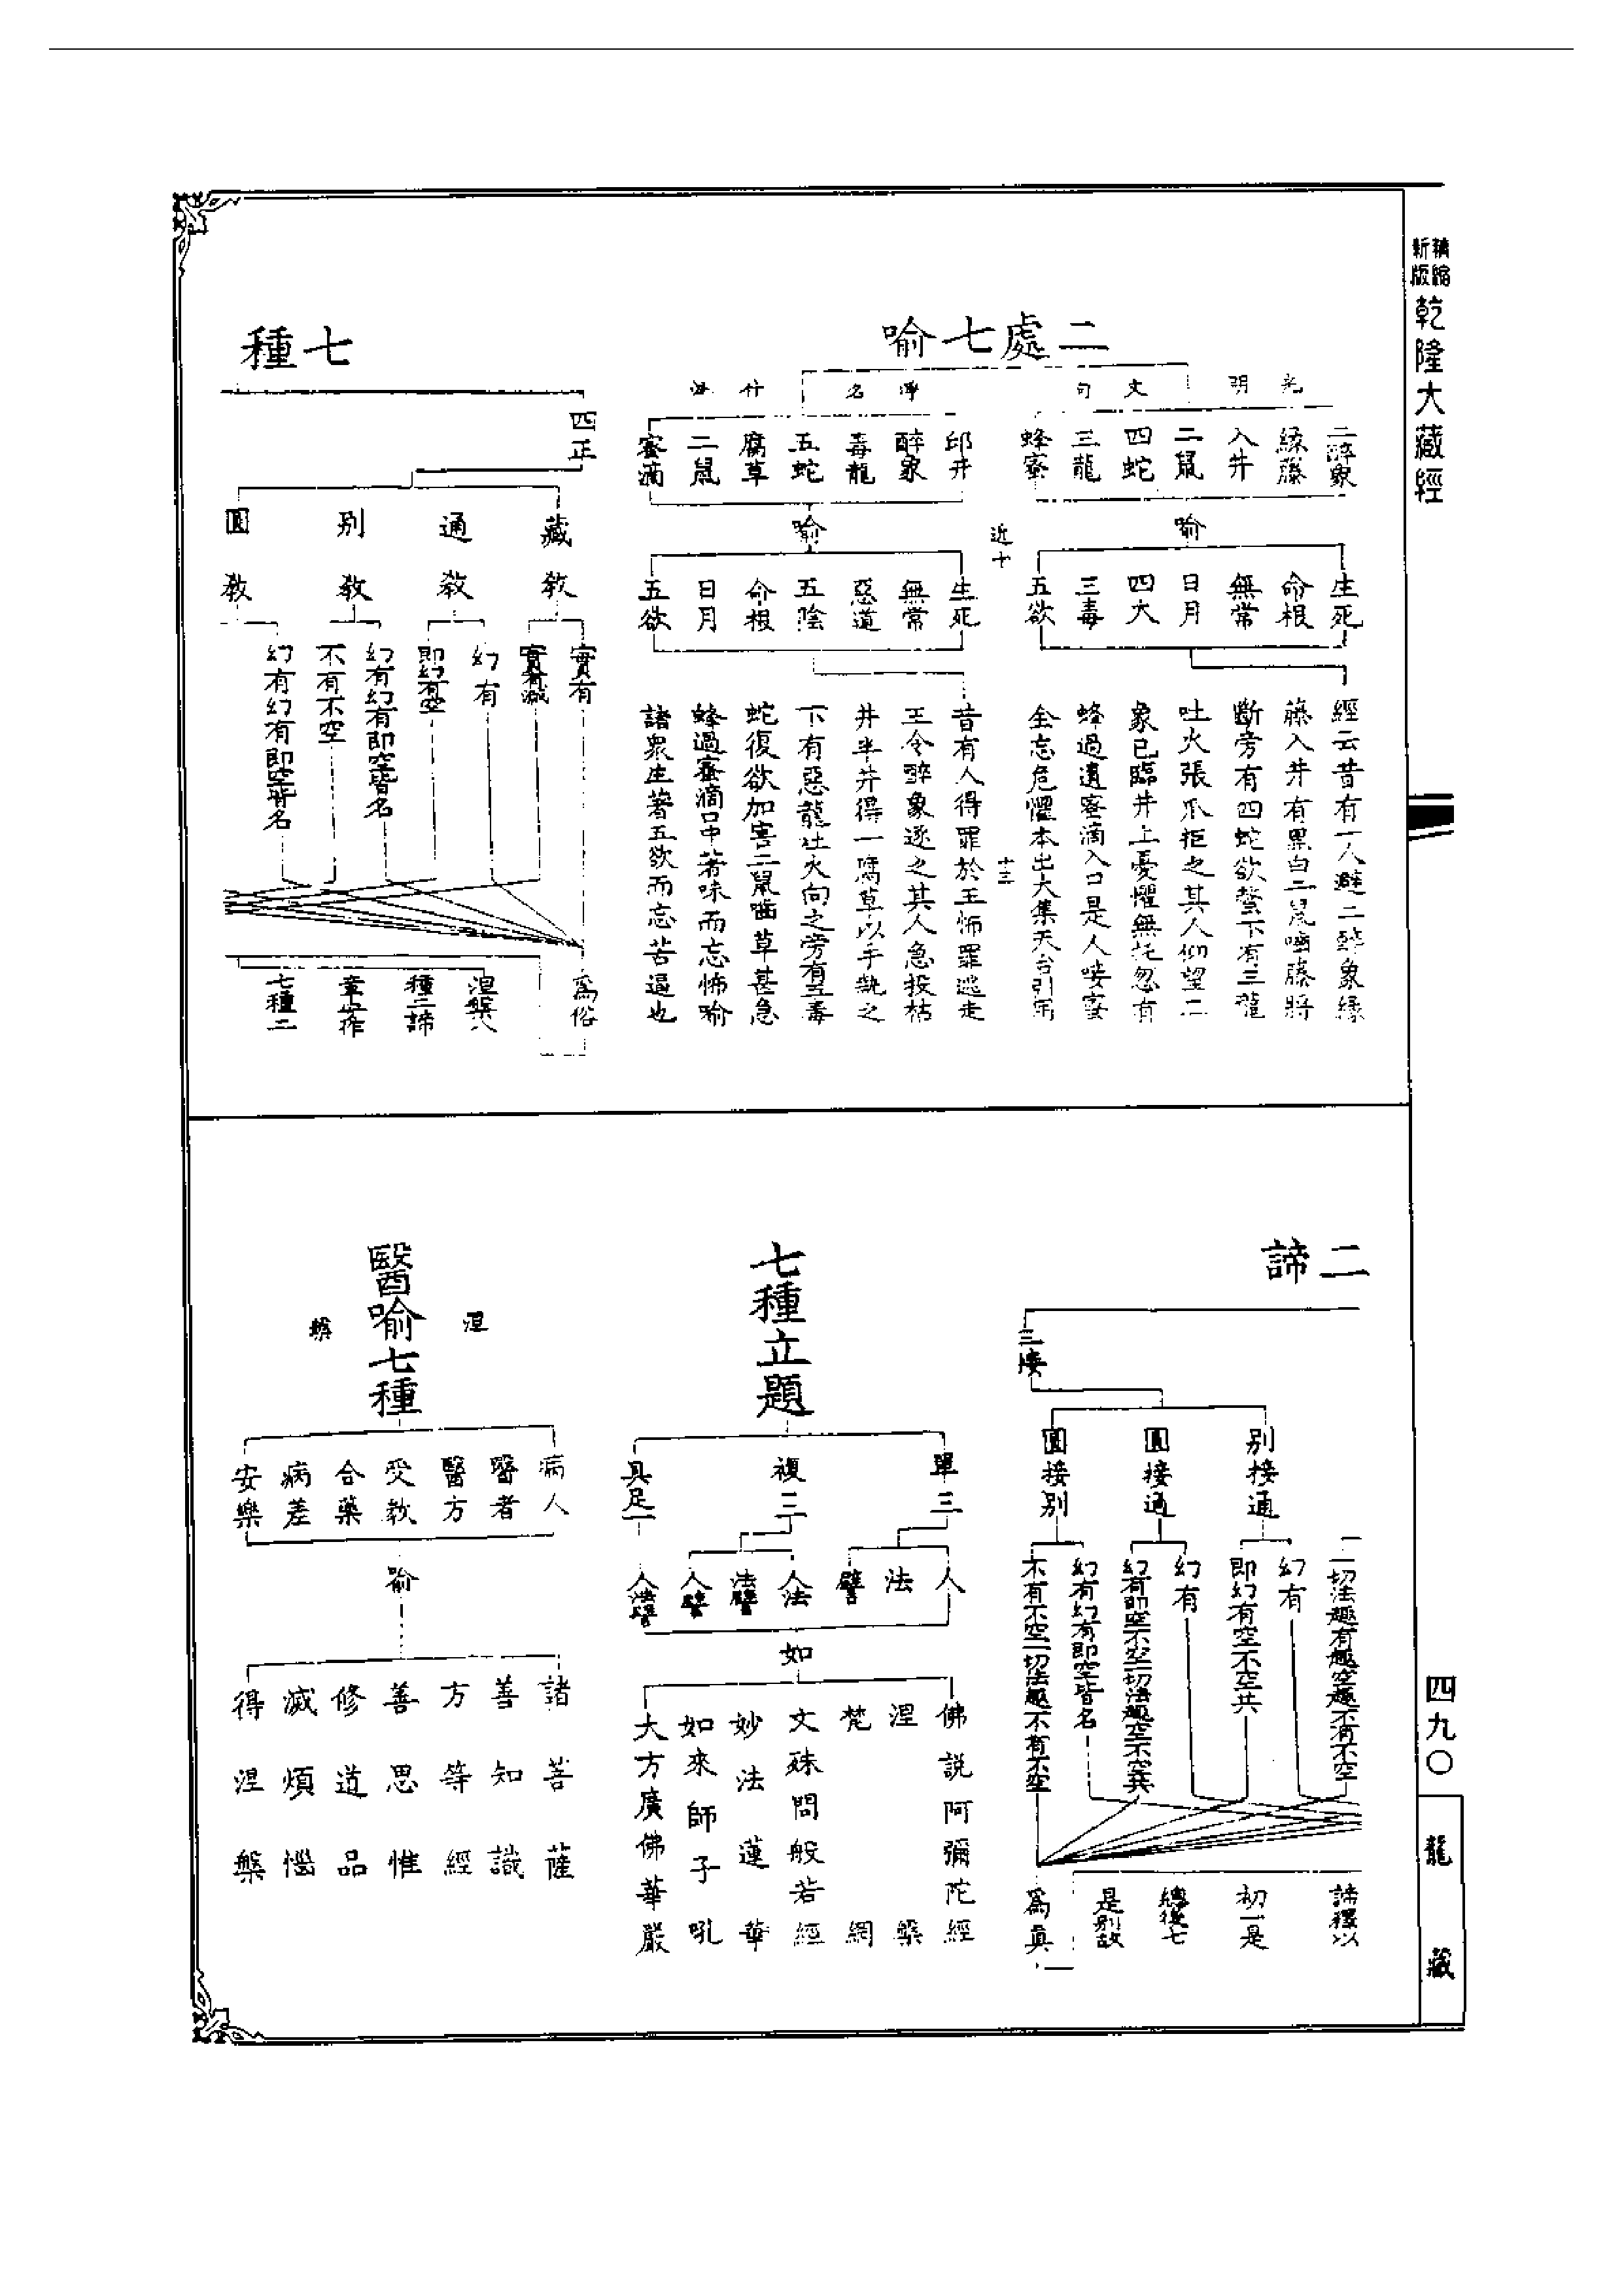 新版
精縮
乾隆大藏經
二處七喻
光明文句
二醉象
緣藤
入井
二鼠
四蛇
三龍
蜂蜜
喻
生死
命根
無常
日月
四大
三毒
五欲
經云昔有一人避二醉象緣
藤入井有黑白二鼠嚙藤將
斷旁有四蛇欲螫下有三龍
吐火張爪拒之其人仰望二
象已臨井上憂懼無托忽有
蜂過遺蜜滴入口是人唼蜜
全忘危懼本出大集天台引
近十
十三
淨名
邱井
醉象
毒龍
五蛇
腐草
二鼠
蜜滴
喻
生死
無常
惡道
五陰
命根
日月
五欲
昔有人得罪於王怖罪逃走
王令醉象逐之其人急投枯
井半井得一腐草以手執之
下有惡龍吐火向之旁有五毒
蛇復欲加害二鼠嚙草甚急
蜂過蜜滴口中著味而忘怖喻
諸衆生著五欲而忘苦逼也
七種
四正
藏教
通教
別教
圓教
實有
實有滅
幻有
即幻有空
幻有幻有即空皆名
不有不空
幻有幻有即空皆名
爲俗
涅槃八
種二諦
章安作
七種二
二諦
三接
別接通
圓接通
圓接別
一切法趣有趣空趣不有不空
幻有
即幻有空不空共
幻有
幻有即空不空一切法趣空不空共
幻有幻有即空皆名
不有不空一切法趣不有不空
諦釋以
初一是
總後七
是別故
爲眞
七種立題
單三
複三
具足一
人
法
譬
人法
法譬
人譬
人法譬
如
佛說阿彌陀經
涅槃
梵網
文殊問般若經
妙法蓮華
如來師子吼
大方廣佛華嚴
醫喻七種
涅槃
病人
醫者
醫方
受教
合藥
病差
安樂
喻
諸菩薩
善知識
方等經
善思惟
修道品
滅煩惱
得涅槃
四九〇
龍藏